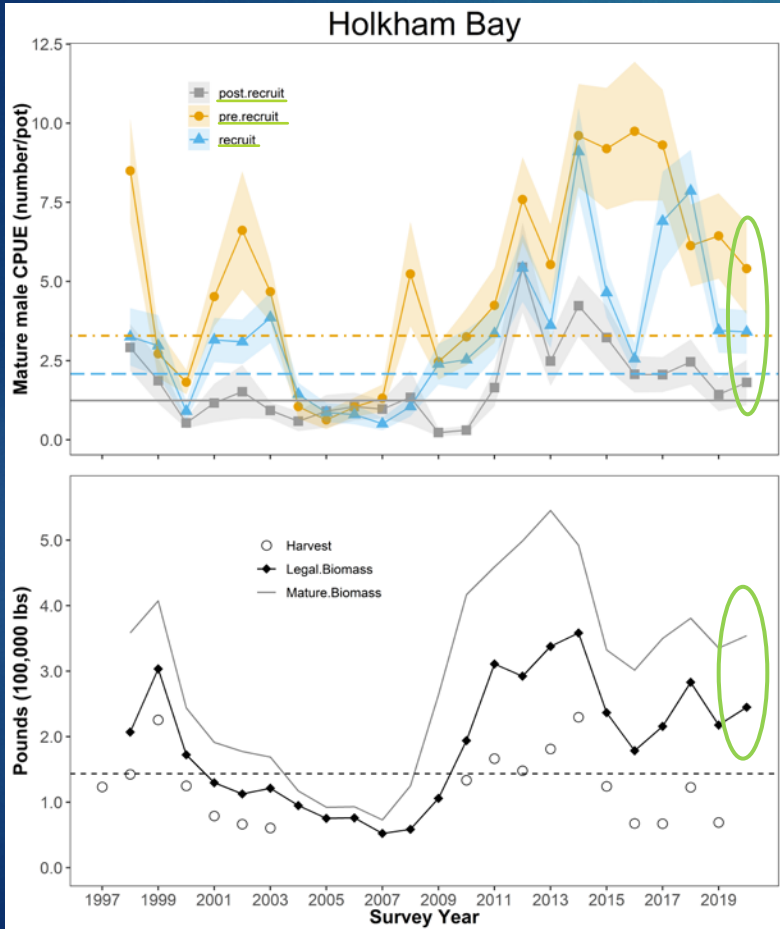 Holkham Bay
Mature male CPUE (number/pot)
12.5
10.0
7.5
5.0
2.5
0.0
post.recruit
pre.recruit
recruit
Pounds (100,000 lbs)
5.0
4.0
3.0
2.0
1.0
0.0
Harvest
Legal.Biomass
Mature.Biomass
1997 1999 2001 2003 2005 2007 2009 2011 2013 2015 2017 2019
Survey Year